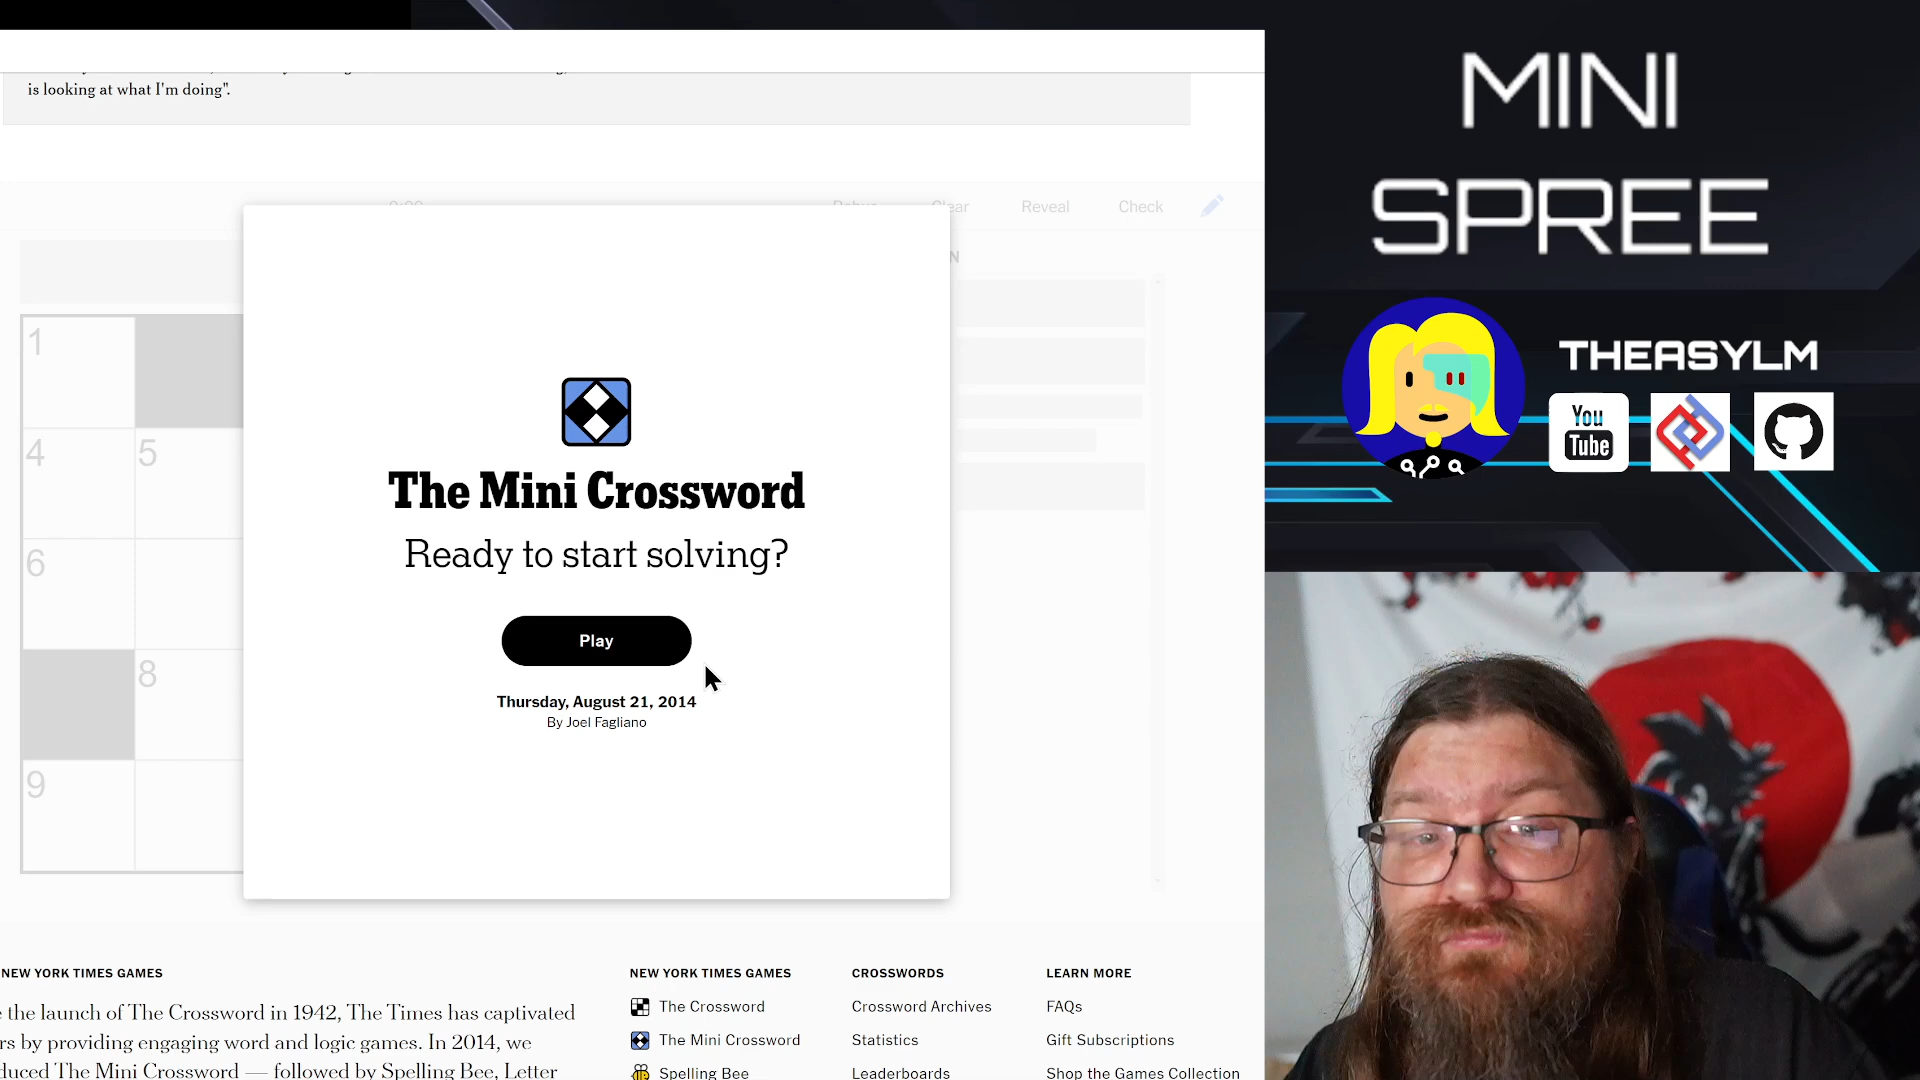 is looking at what I'm doing".
Clear
Reveal
Check
1
4
5
6
8
9
The Mini Crossword
Ready to start solving?
Play
Thursday, August 21, 2014
By Joel Fagliano
NEW YORK TIMES GAMES
e the launch of The Crossword in 1942, The Times has captivated
rs by providing engaging word and logic games. In 2014, we
duced The Mini Crossword — followed by Spelling Bee, Letter
NEW YORK TIMES GAMES
The Crossword
The Mini Crossword
Spelling Bee
CROSSWORDS
Crossword Archives
Statistics
Leaderboards
LEARN MORE
FAQs
Gift Subscriptions
Shop the Games Collection
MINI
SPREE
THEASYLM
You
Tube